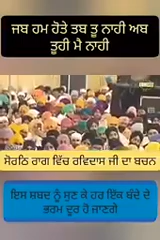 ਜਬ ਹਮ ਹੋਤੇ ਤਬ ਤੂ ਨਾਹੀ ਅਬ
ਤੂਹੀ ਮੈ ਨਾਹੀ
ਸੋਰਠਿ ਰਾਗ ਵਿੱਚ ਰਵਿਦਾਸ ਜੀ ਦਾ ਬਚਨ
ਇਸ ਸ਼ਬਦ ਨੂੰ ਸੁਣ ਕੇ ਹਰ ਇੱਕ ਬੰਦੇ ਦੇ
ਭਰਮ ਦੂਰ ਹੋ ਜਾਣਗੇ